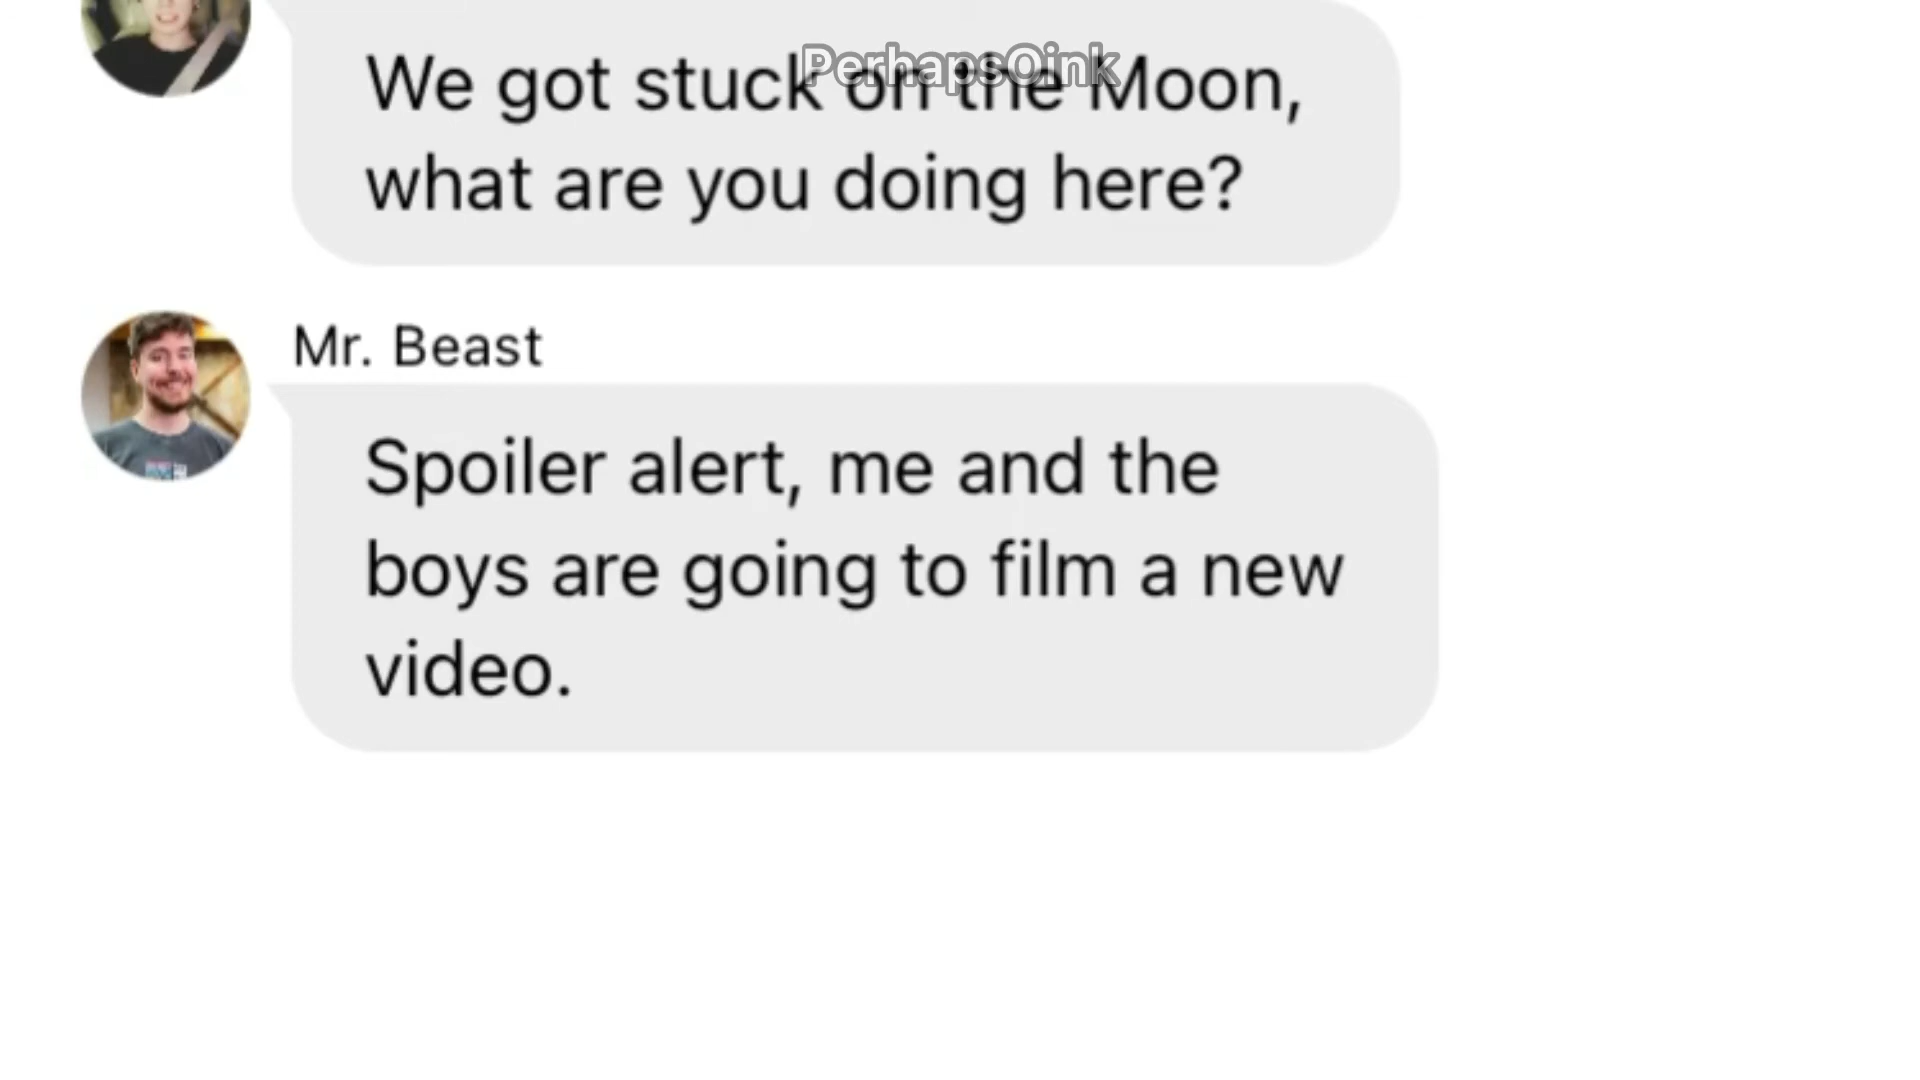 PerhapsOink
We got stuck on the Moon,
what are you doing here?
Mr. Beast
Spoiler alert, me and the
boys are going to film a new
video.